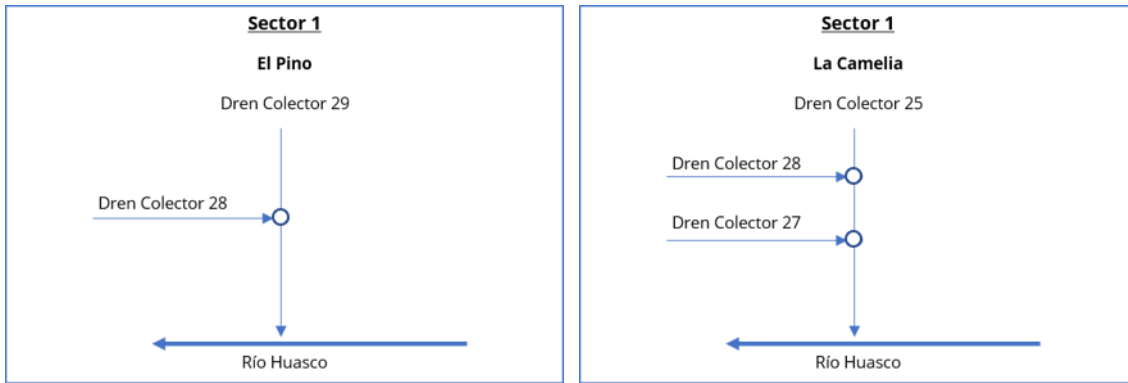 Sector 1
El Pino
Dren Colector 29
Dren Colector 28
Río Huasco
Sector 1
La Camelia
Dren Colector 25
Dren Colector 28
Dren Colector 27
Río Huasco